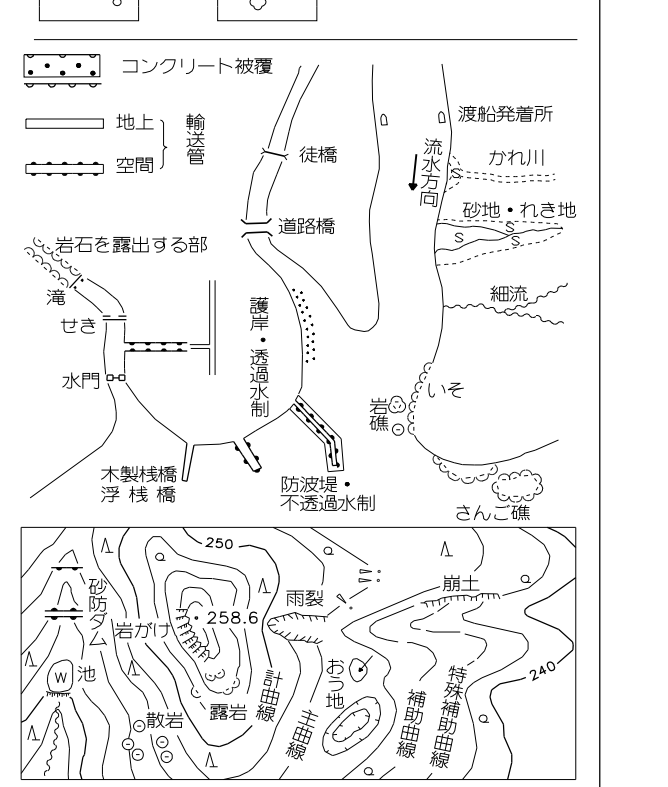 コンクリート被覆
地上
空間
輸送管
徒橋
道路橋
渡船発着所
流水方向
かれ川
砂地・れき地
S
S
S
S
細流
岩石を露出する部
滝
せき
水門
護岸・透過水制
いそ
岩礁
木製桟橋
浮桟橋
防波堤・
不透過水制
さんご礁
250
砂防ダム
岩がけ
258.6
雨裂
崩土
池
W
おう地
240
露岩
散岩
計曲線
主曲線
補助曲線
特殊補助曲線